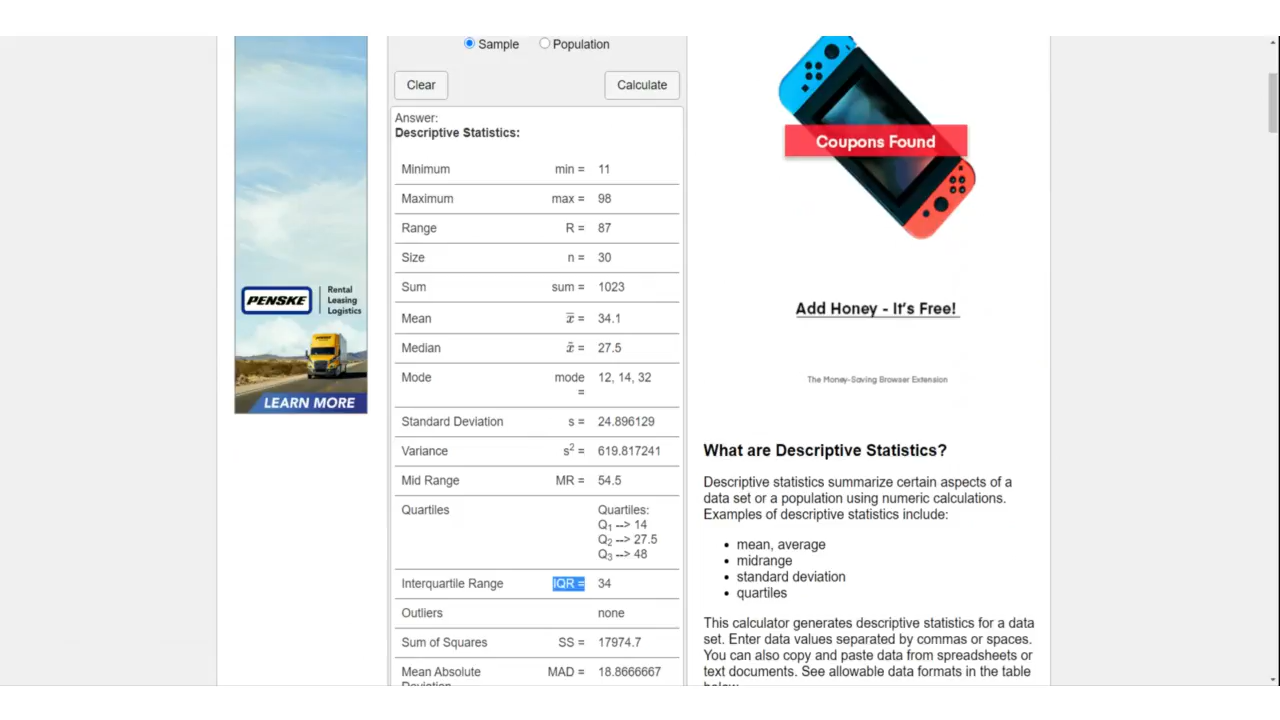 Sample Population
Clear Calculate
Answer:
Descriptive Statistics:
Minimum min = 11
Maximum max = 98
Range R = 87
Size n = 30
Sum sum = 1023
Mean x̅ = 34.1
Median x̃ = 27.5
Mode mode = 12, 14, 32
Standard Deviation s = 24.896129
Variance s² = 619.817241
Mid Range MR = 54.5
Quartiles Quartiles:
Q₁ --> 14
Q₂ --> 27.5
Q₃ --> 48
Interquartile Range IQR = 34
Outliers none
Sum of Squares SS = 17974.7
Mean Absolute MAD = 18.8666667
PENSKE
Rental
Leasing
Logistics
LEARN MORE
Coupons Found
Add Honey - It's Free!
The Money-Saving Browser Extension
What are Descriptive Statistics?
Descriptive statistics summarize certain aspects of a
data set or a population using numeric calculations.
Examples of descriptive statistics include:
• mean, average
• midrange
• standard deviation
• quartiles
This calculator generates descriptive statistics for a data
set. Enter data values separated by commas or spaces.
You can also copy and paste data from spreadsheets or
text documents. See allowable data formats in the table